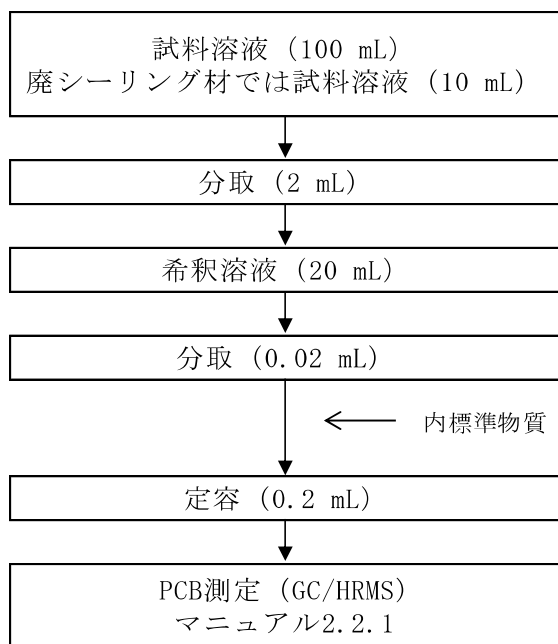 試料溶液 (100 mL)
廃シーリング材では試料溶液 (10 mL)
分取 (2 mL)
希釈溶液 (20 mL)
分取 (0.02 mL)
内標準物質
定容 (0.2 mL)
PCB測定 (GC/HRMS)
マニュアル2.2.1